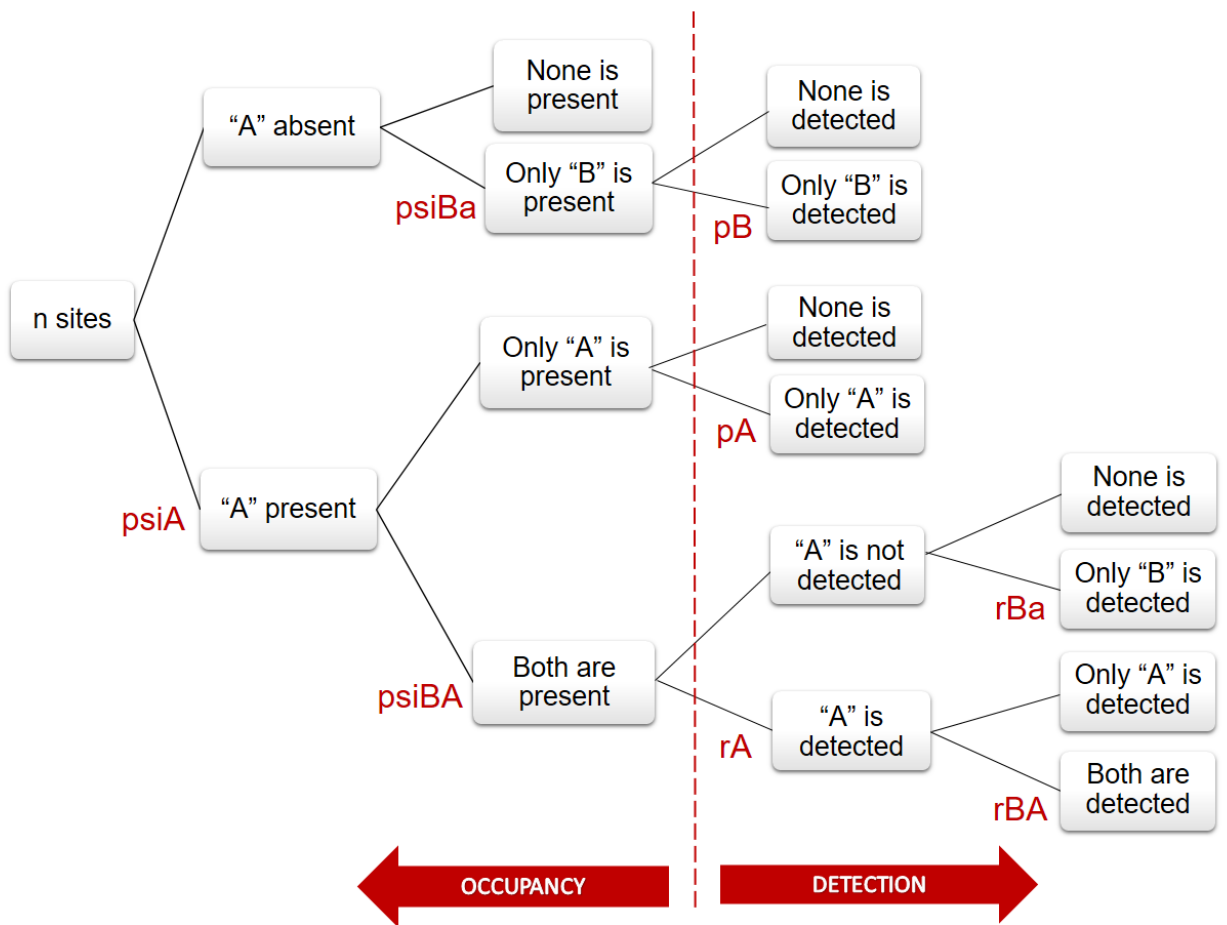 None is
present
“A” absent
None is
detected
Only “B” is
present
psiBa
Only “B” is
detected
pB
n sites
Only “A” is
present
None is
detected
Only “A” is
detected
pA
“A” present
psiA
Both are
present
psiBA
“A” is not
detected
None is
detected
Only “B” is
detected
rBa
“A” is
detected
rA
Only “A” is
detected
Both are
detected
rBA
OCCUPANCY
DETECTION